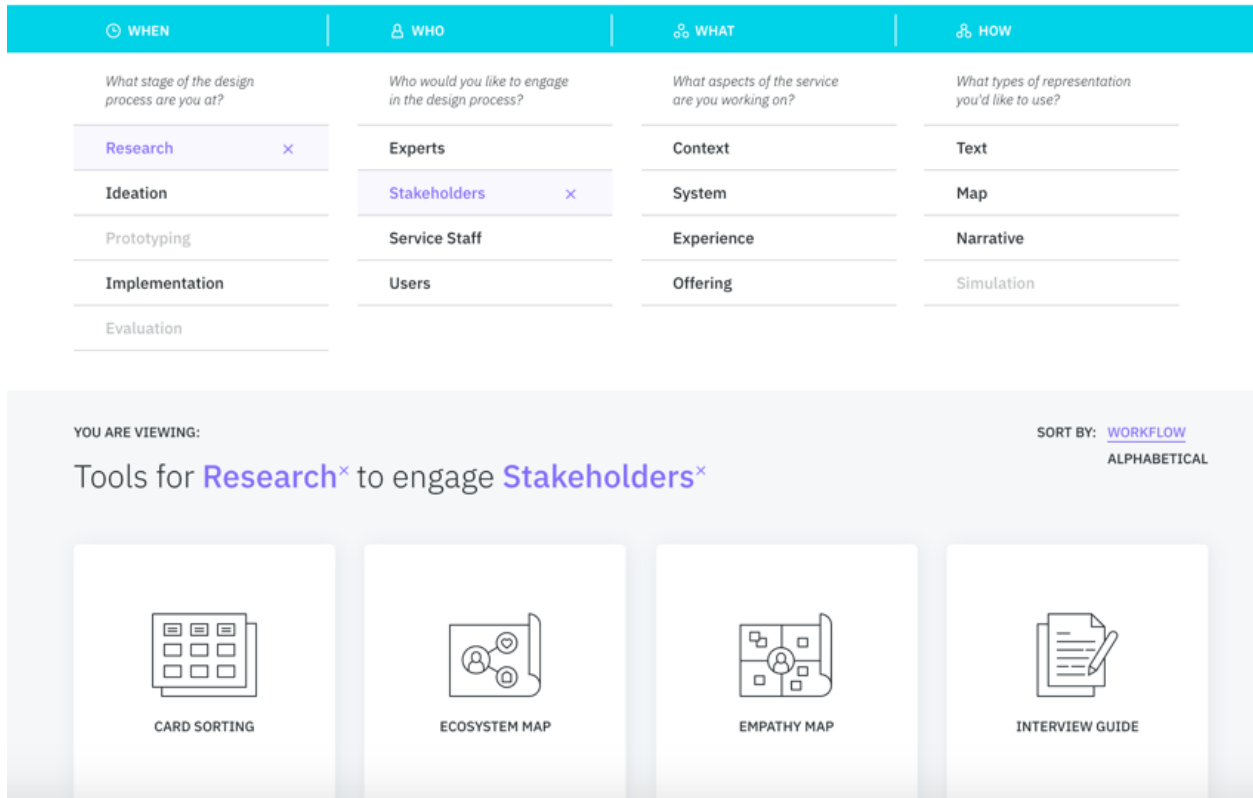 WHEN
WHO
WHAT
HOW
What stage of the design
process are you at?
Who would you like to engage
in the design process?
What aspects of the service
are you working on?
What types of representation
you'd like to use?
Research ×
Ideation
Prototyping
Implementation
Evaluation
Experts
Stakeholders ×
Service Staff
Users
Context
System
Experience
Offering
Text
Map
Narrative
Simulation
YOU ARE VIEWING:
Tools for Research× to engage Stakeholders×
SORT BY: WORKFLOW
ALPHABETICAL
CARD SORTING
ECOSYSTEM MAP
EMPATHY MAP
INTERVIEW GUIDE